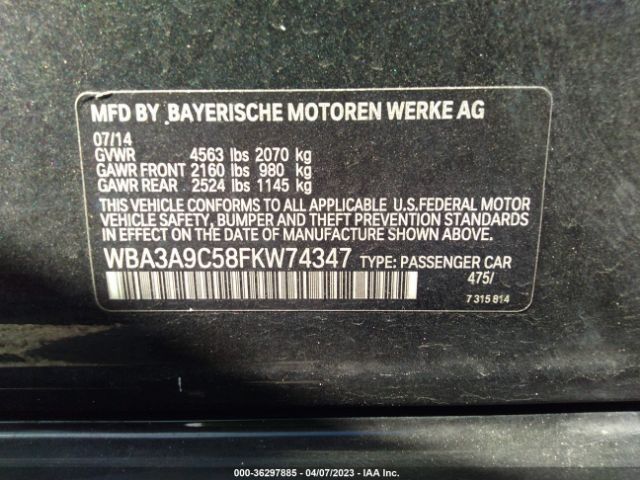 MFD BY BAYERISCHE MOTOREN WERKE AG
07/14
GVWR 4563 lbs 2070 kg
GAWR FRONT 2160 lbs 980 kg
GAWR REAR 2524 lbs 1145 kg
THIS VEHICLE CONFORMS TO ALL APPLICABLE U.S.FEDERAL MOTOR
VEHICLE SAFETY, BUMPER AND THEFT PREVENTION STANDARDS
IN EFFECT ON THE DATE OF MANUFACTURE SHOWN ABOVE.
WBA3A9C58FKW74347 TYPE: PASSENGER CAR
475/
7 315 814
000-36297885 - 04/07/2023 - IAA Inc.